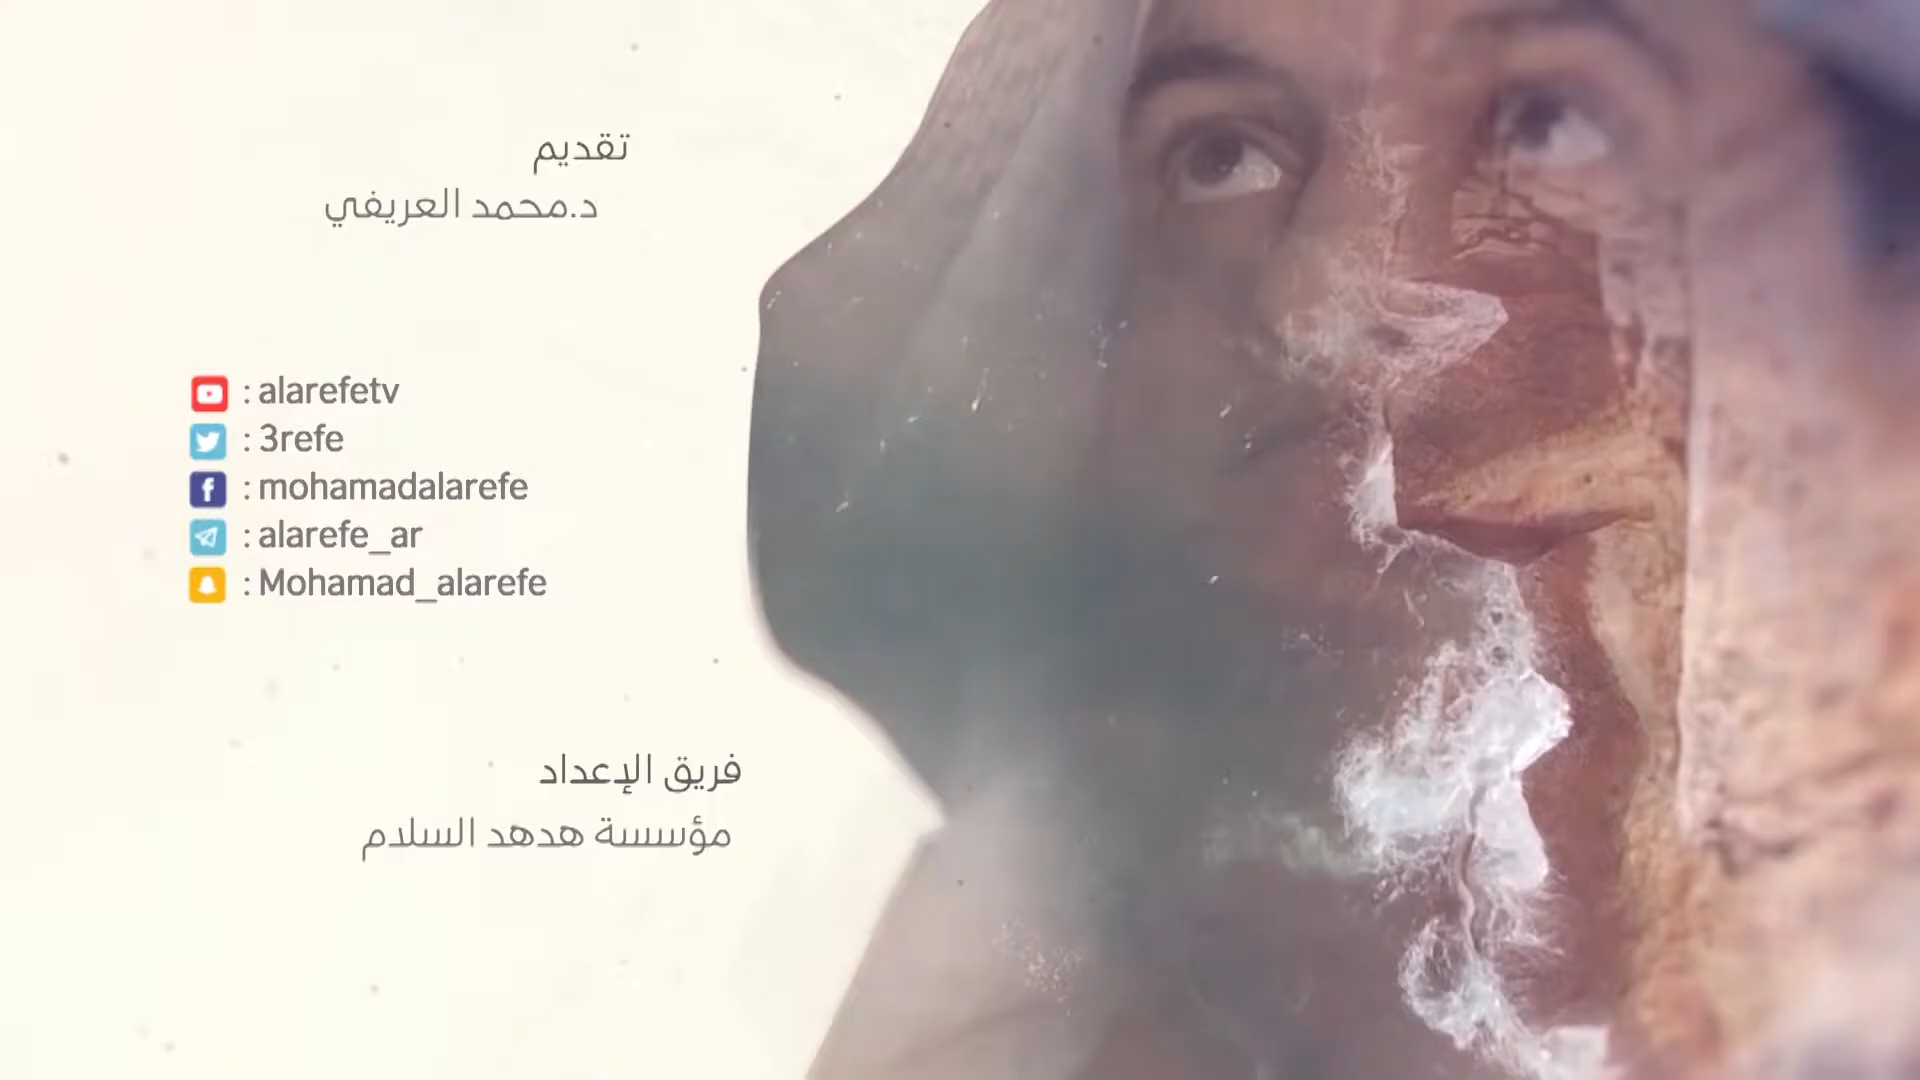 تقديم
د.محمد العريفي
: alarefetv
: 3refe
: mohamadalarefe
: alarefe_ar
: Mohamad_alarefe
فريق الإعداد
مؤسسة هدهد السلام